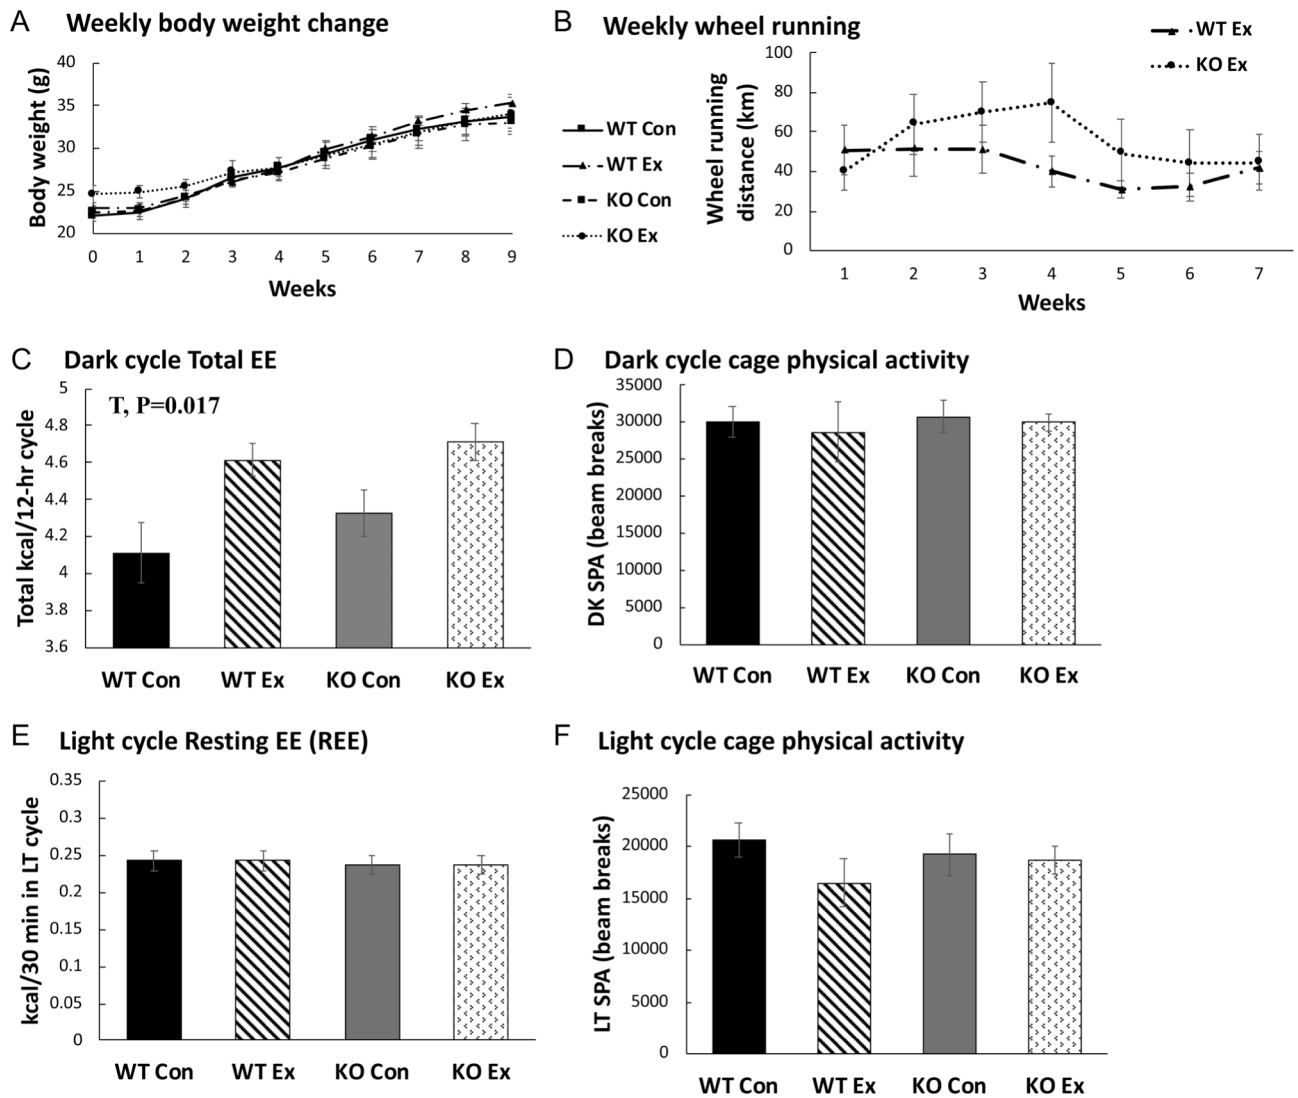 A Weekly body weight change
40
35
30
25
20
Body weight (g)
0 1 2 3 4 5 6 7 8 9
Weeks
WT Con
WT Ex
KO Con
KO Ex
B Weekly wheel running
WT Ex
KO Ex
100
80
60
40
20
0
Wheel running
distance (km)
1 2 3 4 5 6 7
Weeks
C Dark cycle Total EE
T, P=0.017
5
4.8
4.6
4.4
4.2
4
3.8
3.6
Total kcal/12-hr cycle
WT Con WT Ex KO Con KO Ex
D Dark cycle cage physical activity
35000
30000
25000
20000
15000
10000
5000
0
DK SPA (beam breaks)
WT Con WT Ex KO Con KO Ex
E Light cycle Resting EE (REE)
0.35
0.3
0.25
0.2
0.15
0.1
0.05
0
kcal/30 min in LT cycle
WT Con WT Ex KO Con KO Ex
F Light cycle cage physical activity
25000
20000
15000
10000
5000
0
LT SPA (beam breaks)
WT Con WT Ex KO Con KO Ex